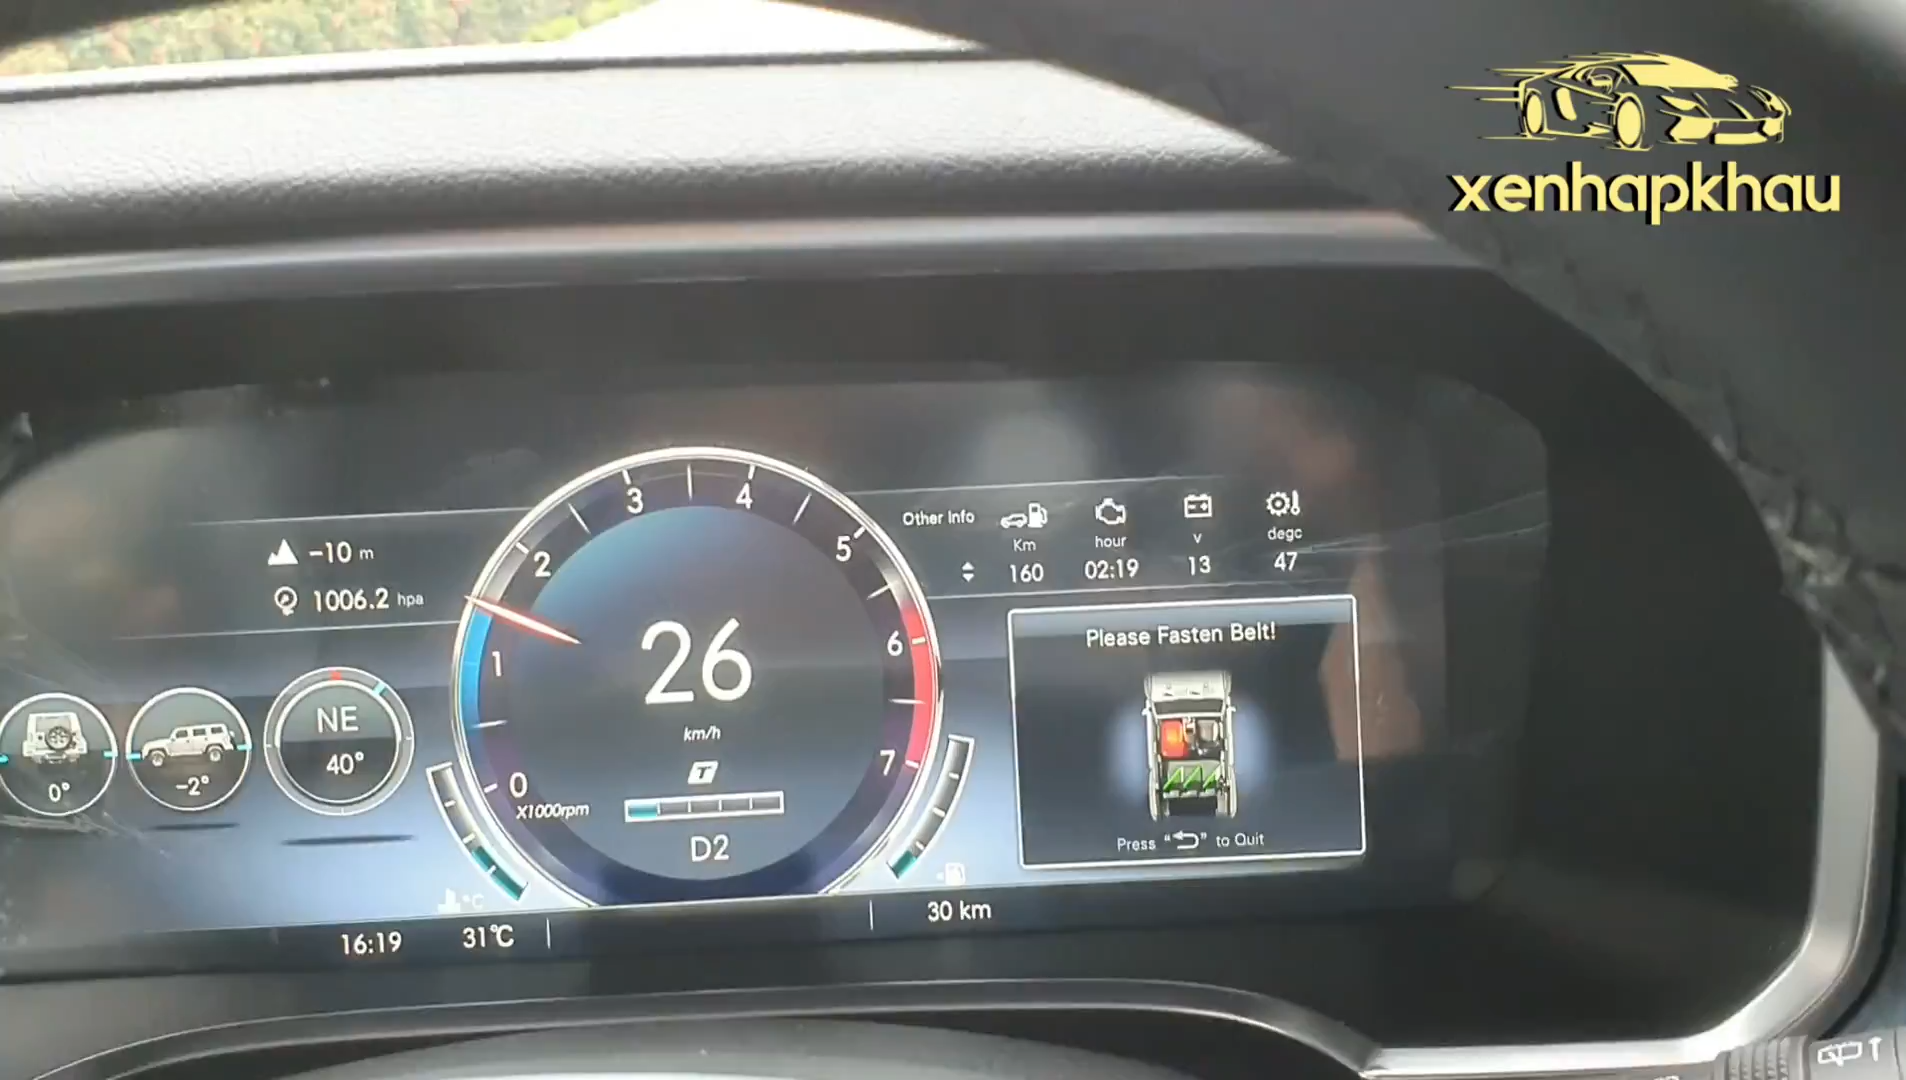 xenhapkhau
-10 m
1006.2 hpa
0°
-2°
NE
40°
0
1
2
3
4
5
6
7
X1000rpm
26
km/h
T
D2
Other Info
Km
hour
v
degc
160
02:19
13
47
Please Fasten Belt!
Press “⮌” to Quit
°C
16:19
31℃
30 km